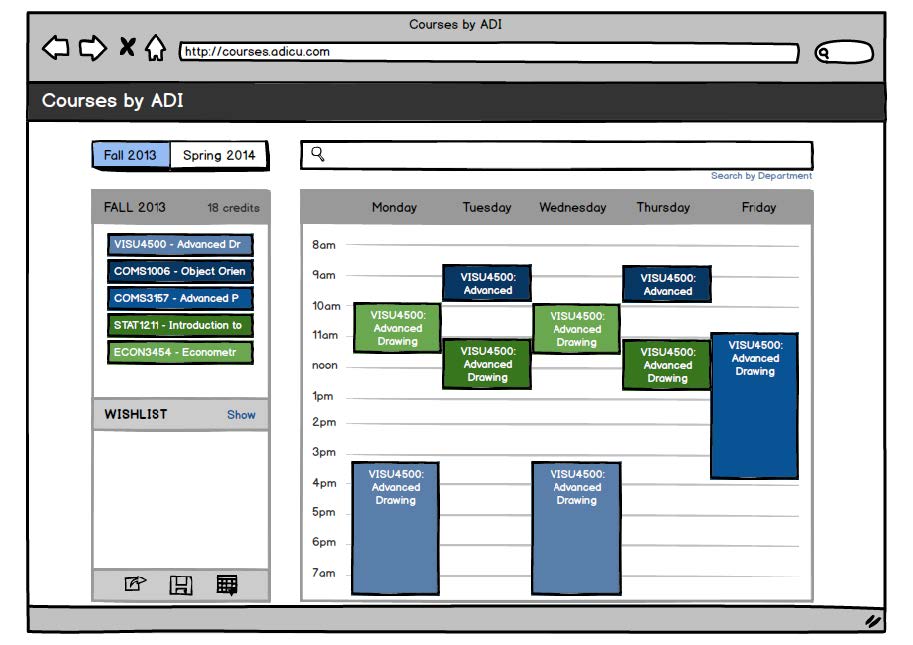 Courses by ADI
http://courses.adicu.com
Courses by ADI
Fall 2013 Spring 2014
Search by Department
FALL 2013 18 credits
VISU4500 - Advanced Dr
COMS1006 - Object Orien
COMS3157 - Advanced P
STAT1211 - Introduction to
ECON3454 - Econometr
WISHLIST Show
Monday Tuesday Wednesday Thursday Friday
8am
9am
10am
11am
noon
1pm
2pm
3pm
4pm
5pm
6pm
7am
VISU4500:
Advanced
Drawing
VISU4500:
Advanced
Drawing
VISU4500:
Advanced
VISU4500:
Advanced
Drawing
VISU4500:
Advanced
Drawing
VISU4500:
Advanced
Drawing
VISU4500:
Advanced
VISU4500:
Advanced
Drawing
VISU4500:
Advanced
Drawing